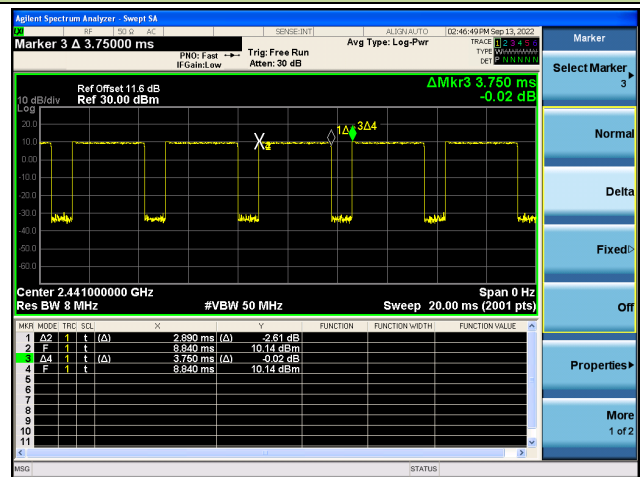 Agilent Spectrum Analyzer - Swept SA
LXI RF 50 Ω AC SENSE:INT ALIGNAUTO 02:46:49 PM Sep 13, 2022
Marker 3 Δ 3.75000 ms
PNO: Fast Trig: Free Run Avg Type: Log-Pwr TRACE 1 2 3 4 5 6
IFGain:Low Atten: 30 dB TYPE
DET P N N N N N
Ref Offset 11.6 dB ΔMkr3 3.750 ms
10 dB/div Ref 30.00 dBm -0.02 dB
Log
20.0
10.0
0.00
-10.0
-20.0
-30.0
-40.0
-50.0
-60.0
1Δ 3Δ4
Center 2.441000000 GHz Span 0 Hz
Res BW 8 MHz #VBW 50 MHz Sweep 20.00 ms (2001 pts)
MKR MODE TRC SCL X Y FUNCTION FUNCTION WIDTH FUNCTION VALUE
1 Δ2 1 t (Δ) 2.890 ms (Δ) -2.61 dB
2 F 1 t 8.840 ms 10.14 dBm
3 Δ4 1 t (Δ) 3.750 ms (Δ) -0.02 dB
4 F 1 t 8.840 ms 10.14 dBm
5
6
7
8
9
10
11
MSG STATUS
Marker
Select Marker
3
Normal
Delta
Fixed
Off
Properties
More
1 of 2